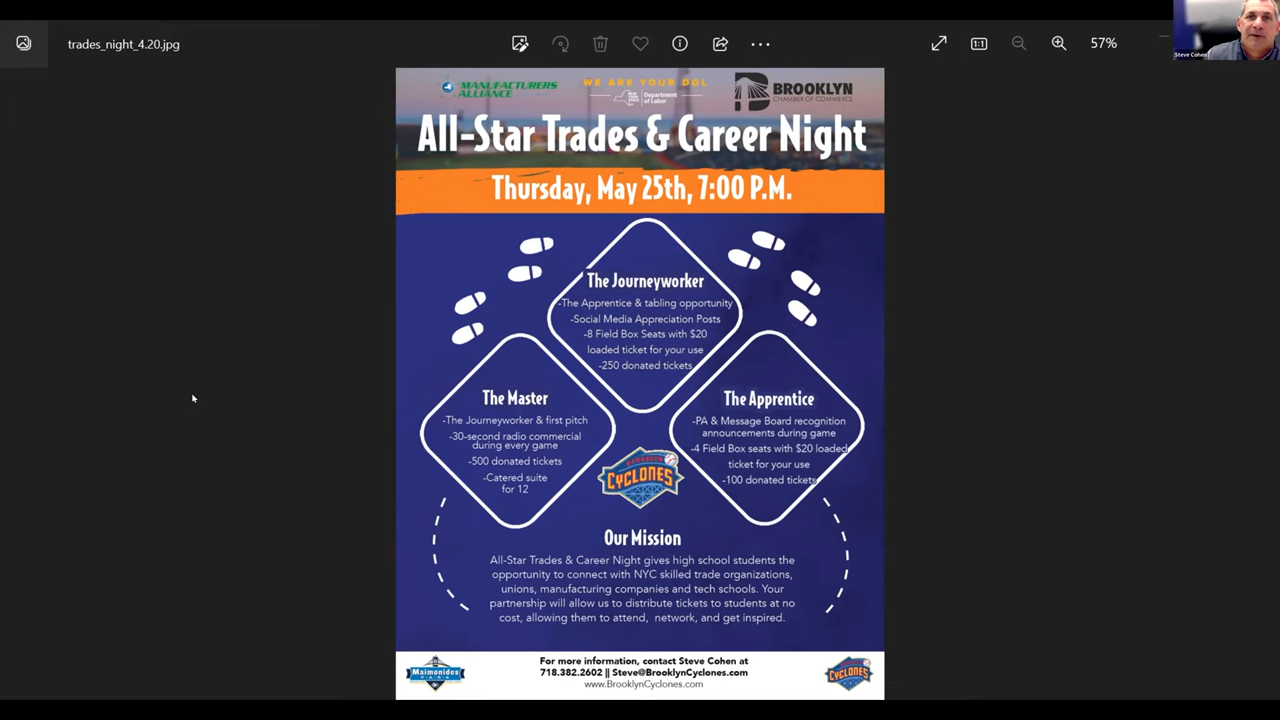 trades_night_4.20.jpg
57%
Steve Cohen
MANUFACTURERS
ALLIANCE
WE ARE YOUR DOL
Department
of Labor
BROOKLYN
CHAMBER OF COMMERCE
All-Star Trades & Career Night
Thursday, May 25th, 7:00 P.M.
The Journeyworker
-The Apprentice & tabling opportunity
-Social Media Appreciation Posts
-8 Field Box Seats with $20
loaded ticket for your use
-250 donated tickets
The Master
-The Journeyworker & first pitch
-30-second radio commercial
during every game
-500 donated tickets
-Catered suite
for 12
The Apprentice
-PA & Message Board recognition
announcements during game
-4 Field Box seats with $20 loaded
ticket for your use
-100 donated tickets
CYCLONES
Our Mission
All-Star Trades & Career Night gives high school students the
opportunity to connect with NYC skilled trade organizations,
unions, manufacturing companies and tech schools. Your
partnership will allow us to distribute tickets to students at no
cost, allowing them to attend, network, and get inspired.
Maimonides
PARK
For more information, contact Steve Cohen at
718.382.2602 || Steve@BrooklynCyclones.com
www.BrooklynCyclones.com
CYCLONES